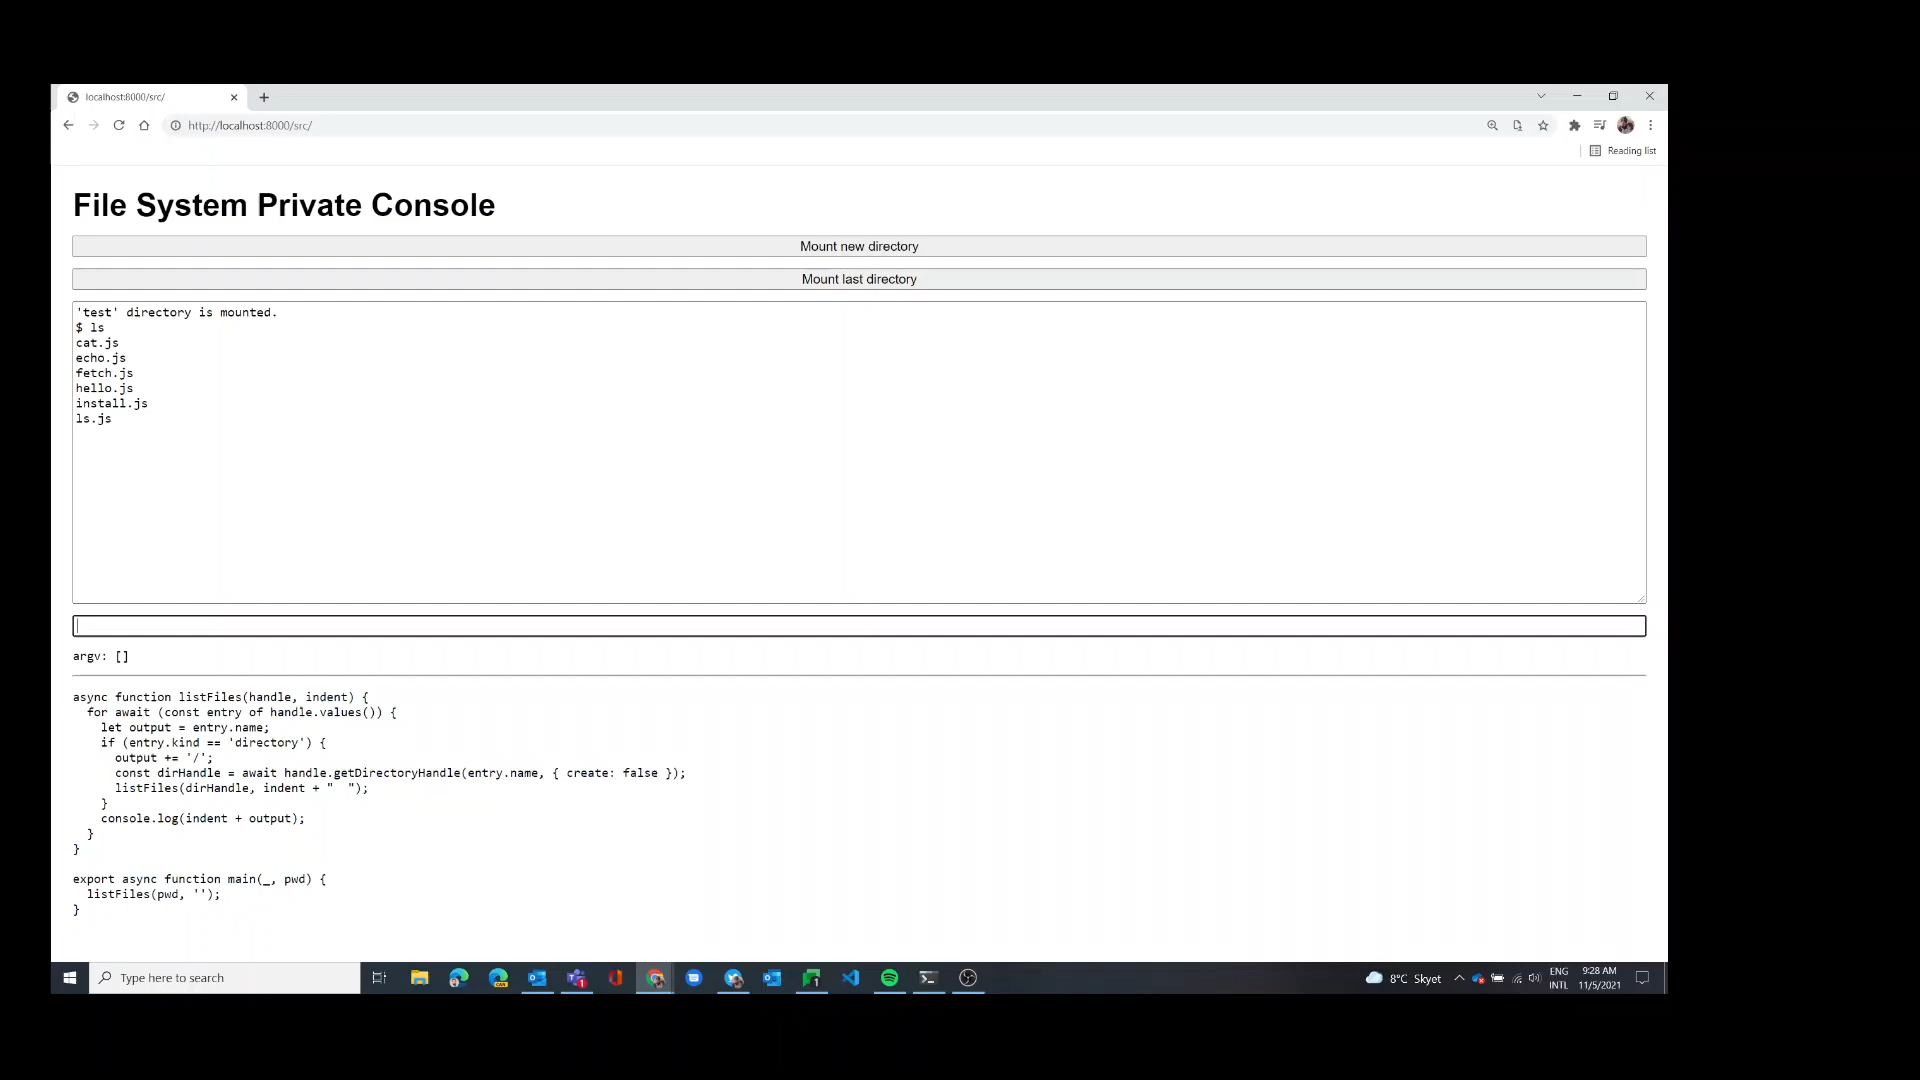 localhost:8000/src/
http://localhost:8000/src/
Reading list
File System Private Console
Mount new directory
Mount last directory
'test' directory is mounted.
$ ls
cat.js
echo.js
fetch.js
hello.js
install.js
ls.js
argv: []
async function listFiles(handle, indent) {
  for await (const entry of handle.values()) {
    let output = entry.name;
    if (entry.kind == 'directory') {
      output += '/';
      const dirHandle = await handle.getDirectoryHandle(entry.name, { create: false });
      listFiles(dirHandle, indent + "  ");
    }
    console.log(indent + output);
  }
}
export async function main(_, pwd) {
  listFiles(pwd, '');
}
Type here to search
8°C Skyet
ENG
INTL
9:28 AM
11/5/2021